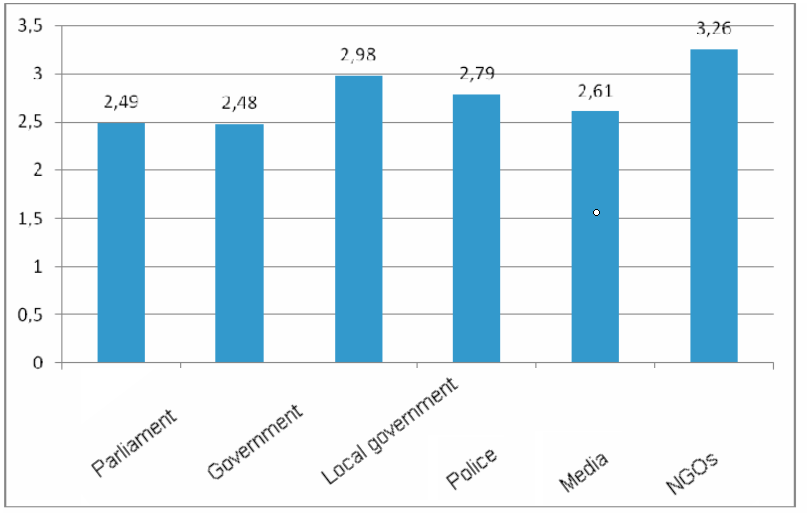 3,5
3
2,5
2
1,5
1
0,5
0
2,49
2,48
2,98
2,79
2,61
3,26
Parliament
Government
Local government
Police
Media
NGOs